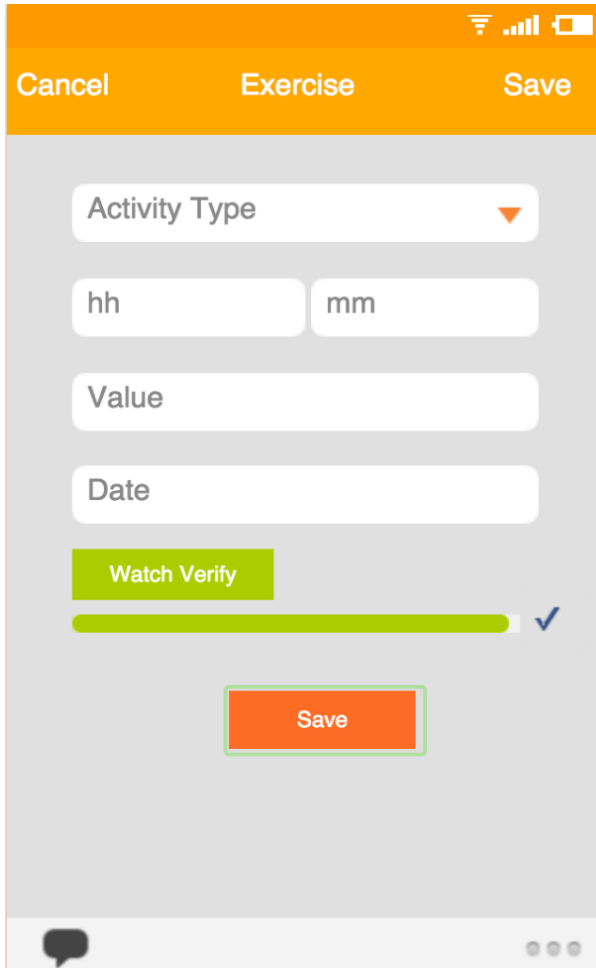 Cancel Exercise Save
Activity Type
hh mm
Value
Date
Watch Verify
Save